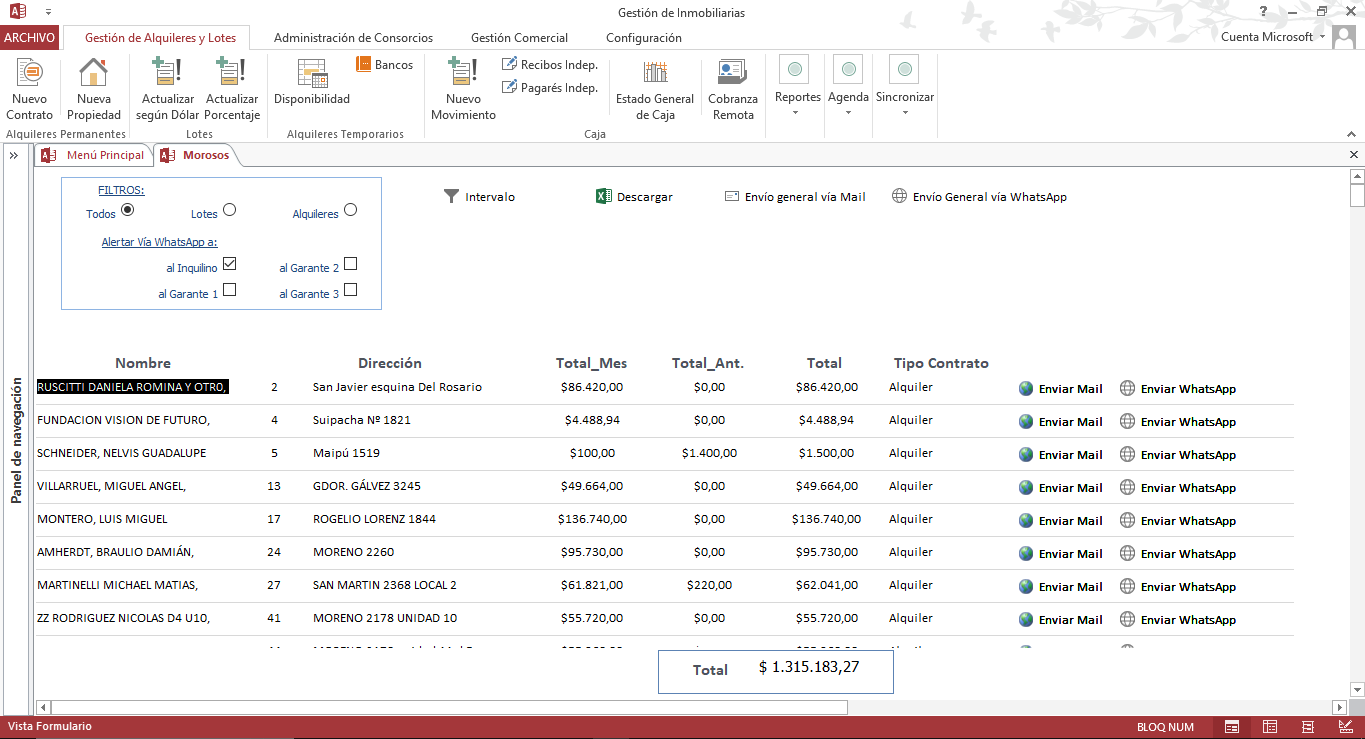 Gestión de Inmobiliarias
?
ARCHIVO Gestión de Alquileres y Lotes Administración de Consorcios Gestión Comercial Configuración Cuenta Microsoft
Nuevo Contrato
Nueva Propiedad
Alquileres Permanentes
Actualizar según Dólar
Actualizar Porcentaje
Lotes
Disponibilidad
Bancos
Alquileres Temporarios
Nuevo Movimiento
Recibos Indep.
Pagarés Indep.
Estado General de Caja
Cobranza Remota
Caja
Reportes
Agenda
Sincronizar
Menú Principal Morosos
Panel de navegación
FILTROS:
Todos Lotes Alquileres
Alertar Vía WhatsApp a:
al Inquilino al Garante 2
al Garante 1 al Garante 3
Intervalo Descargar Envío general vía Mail Envío General vía WhatsApp
Nombre Dirección Total_Mes Total_Ant. Total Tipo Contrato
RUSCITTI DANIELA ROMINA Y OTRO, 2 San Javier esquina Del Rosario $86.420,00 $0,00 $86.420,00 Alquiler Enviar Mail Enviar WhatsApp
FUNDACION VISION DE FUTURO, 4 Suipacha Nº 1821 $4.488,94 $0,00 $4.488,94 Alquiler Enviar Mail Enviar WhatsApp
SCHNEIDER, NELVIS GUADALUPE 5 Maipú 1519 $100,00 $1.400,00 $1.500,00 Alquiler Enviar Mail Enviar WhatsApp
VILLARRUEL, MIGUEL ANGEL, 13 GDOR. GÁLVEZ 3245 $49.664,00 $0,00 $49.664,00 Alquiler Enviar Mail Enviar WhatsApp
MONTERO, LUIS MIGUEL 17 ROGELIO LORENZ 1844 $136.740,00 $0,00 $136.740,00 Alquiler Enviar Mail Enviar WhatsApp
AMHERDT, BRAULIO DAMIÁN, 24 MORENO 2260 $95.730,00 $0,00 $95.730,00 Alquiler Enviar Mail Enviar WhatsApp
MARTINELLI MICHAEL MATIAS, 27 SAN MARTIN 2368 LOCAL 2 $61.821,00 $220,00 $62.041,00 Alquiler Enviar Mail Enviar WhatsApp
ZZ RODRIGUEZ NICOLAS D4 U10, 41 MORENO 2178 UNIDAD 10 $55.720,00 $0,00 $55.720,00 Alquiler Enviar Mail Enviar WhatsApp
Total $ 1.315.183,27
Vista Formulario BLOQ NUM